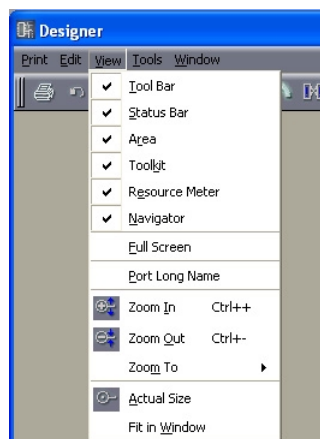 Designer
Print Edit View Tools Window
Tool Bar
Status Bar
Area
Toolkit
Resource Meter
Navigator
Full Screen
Port Long Name
Zoom In Ctrl++
Zoom Out Ctrl+-
Zoom To
Actual Size
Fit in Window